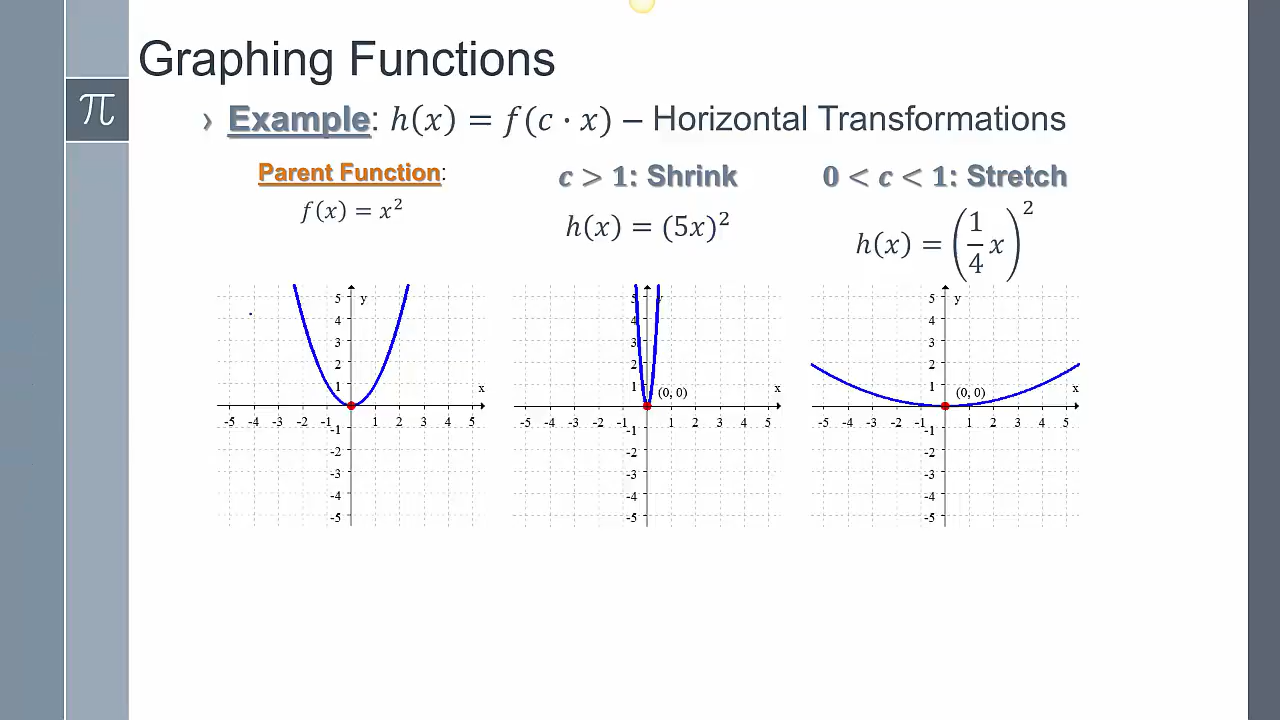 Graphing Functions
π
› Example: h(x) = f(c · x) – Horizontal Transformations
Parent Function:
f(x) = x²
c > 1: Shrink
h(x) = (5x)²
0 < c < 1: Stretch
h(x) = (1/4 x)²
5 y
4
3
2
1
x
-5 -4 -3 -2 -1 1 2 3 4 5
-1
-2
-3
-4
-5
5 y
4
3
2
1 (0, 0)
x
-5 -4 -3 -2 -1 1 2 3 4 5
-1
-2
-3
-4
-5
5 y
4
3
2
1 (0, 0)
x
-5 -4 -3 -2 -1 1 2 3 4 5
-1
-2
-3
-4
-5